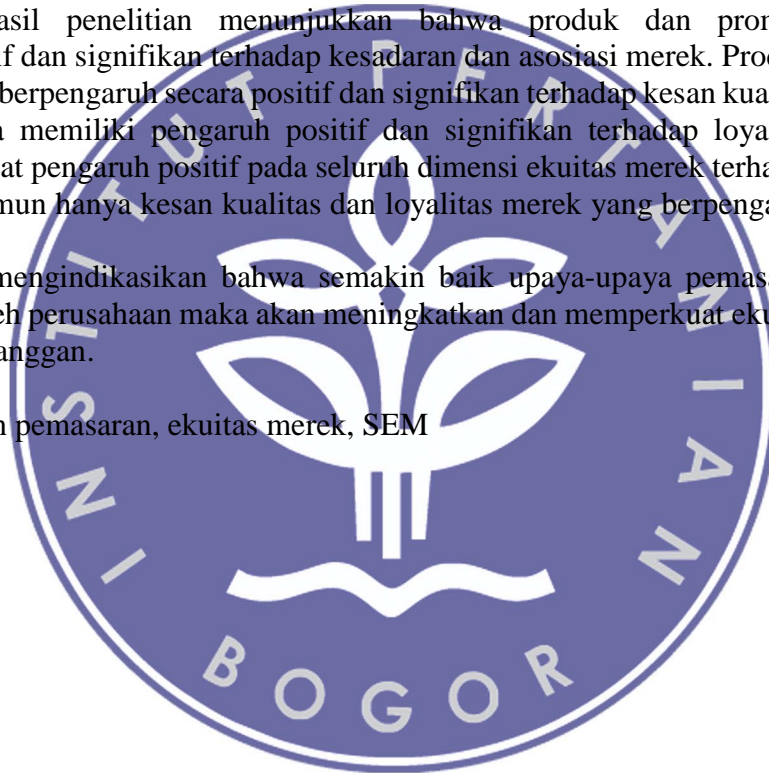 asil penelitian menunjukkan bahwa produk dan pron
if dan signifikan terhadap kesadaran dan asosiasi merek. Prod
berpengaruh secara positif dan signifikan terhadap kesan kua
a memiliki pengaruh positif dan signifikan terhadap loya
at pengaruh positif pada seluruh dimensi ekuitas merek terha
mun hanya kesan kualitas dan loyalitas merek yang berpenga
mengindikasikan bahwa semakin baik upaya-upaya pemasa
eh perusahaan maka akan meningkatkan dan memperkuat eku
anggan.
n pemasaran, ekuitas merek, SEM
INSTITUT PERTANIAN
BOGOR